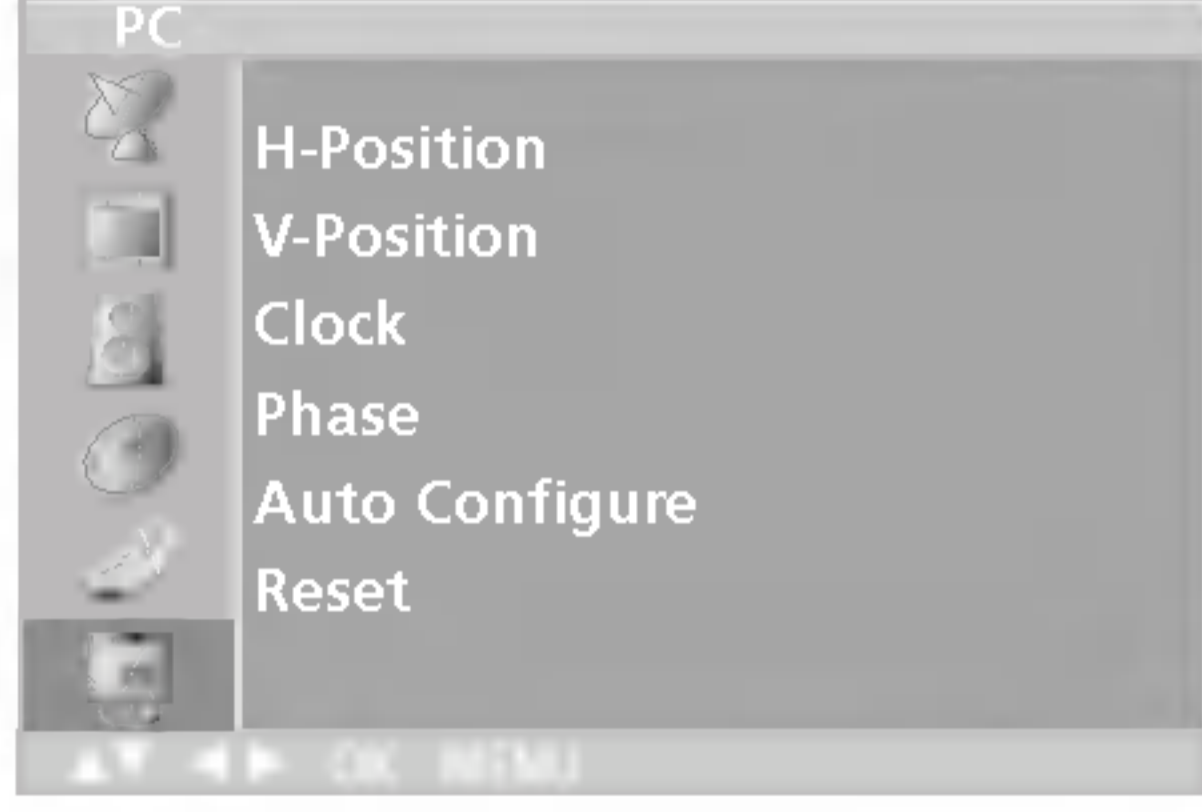 PC
H-Position
V-Position
Clock
Phase
Auto Configure
Reset
▲▼ ◀ ▶ OK MENU